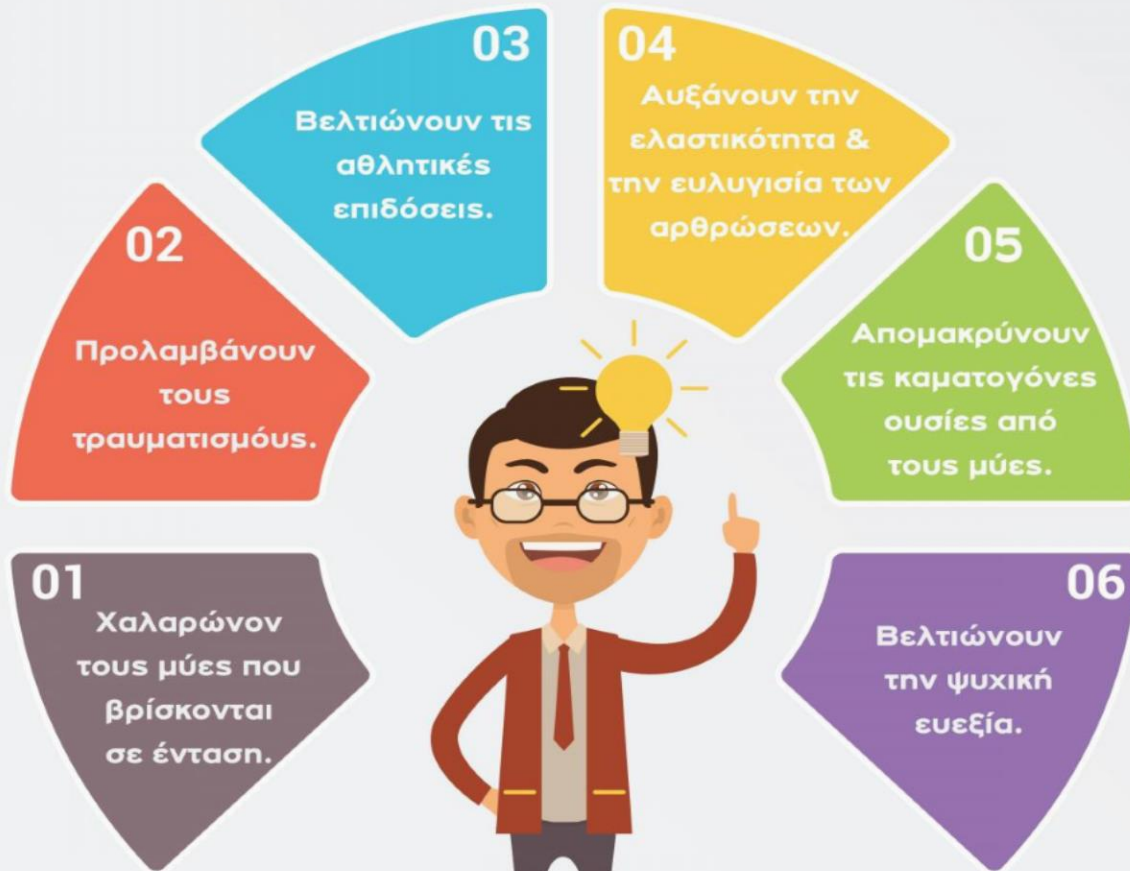 01
Χαλαρώνον
τους μύες που
βρίσκονται
σε ένταση.
02
Προλαμβάνουν
τους
τραυματισμόυς.
03
Βελτιώνουν τις
αθλητικές
επιδόσεις.
04
Αυξάνουν την
ελαστικότητα &
την ευλυγισία των
αρθρώσεων.
05
Απομακρύνουν
τις καματογόνες
ουσίες από
τους μύες.
06
Βελτιώνουν
την ψυχική
ευεξία.